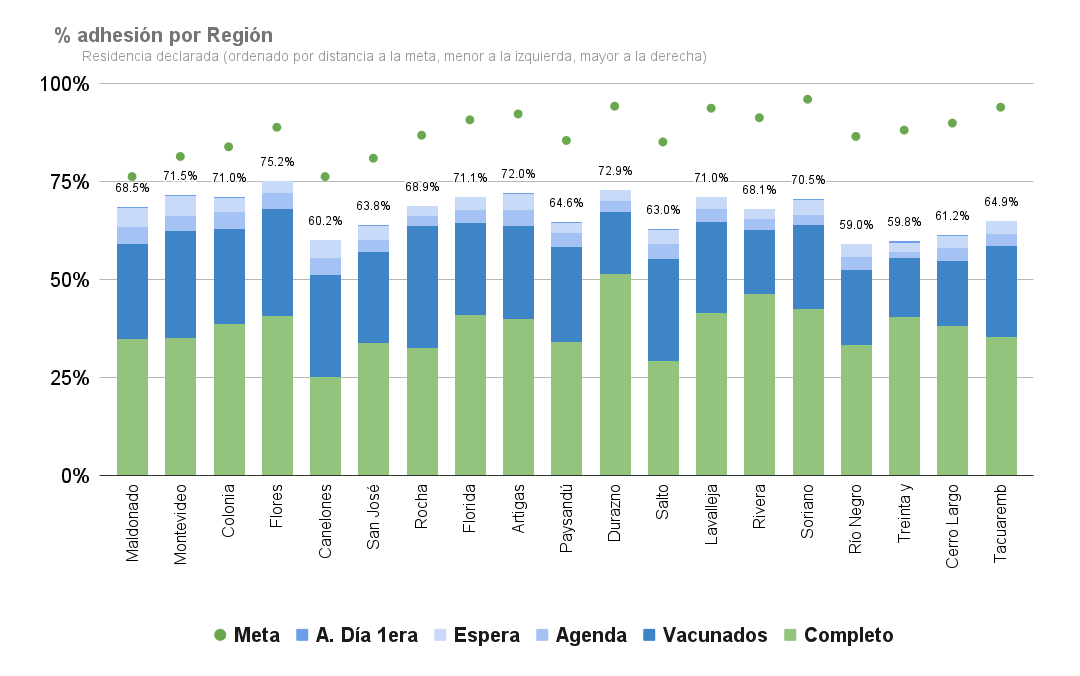 % adhesión por Región
Residencia declarada (ordenado por distancia a la meta, menor a la izquierda, mayor a la derecha)
100%
75%
50%
25%
0%
68.5%
71.5%
71.0%
75.2%
60.2%
63.8%
68.9%
71.1%
72.0%
64.6%
72.9%
63.0%
71.0%
68.1%
70.5%
59.0%
59.8%
61.2%
64.9%
Maldonado
Montevideo
Colonia
Flores
Canelones
San José
Rocha
Florida
Artigas
Paysandú
Durazno
Salto
Lavalleja
Rivera
Soriano
Río Negro
Treinta y
Cerro Largo
Tacuaremb
Meta A. Día 1era Espera Agenda Vacunados Completo